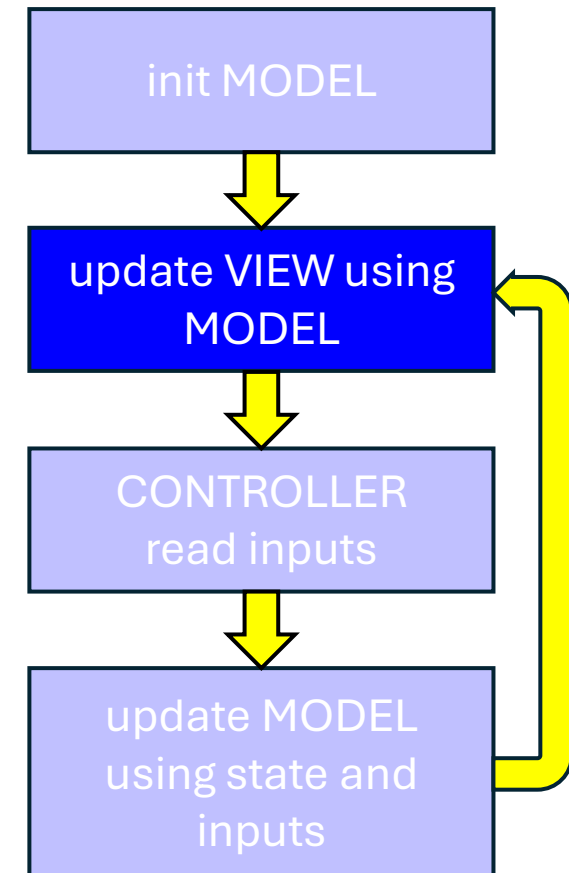 init MODEL
update VIEW using
MODEL
CONTROLLER
read inputs
update MODEL
using state and
inputs